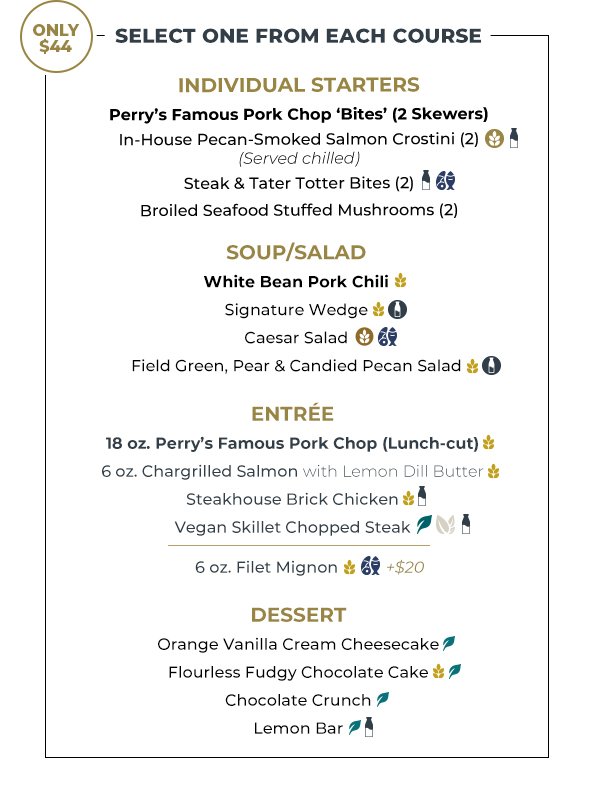 ONLY
$44
SELECT ONE FROM EACH COURSE
INDIVIDUAL STARTERS
Perry's Famous Pork Chop 'Bites' (2 Skewers)
In-House Pecan-Smoked Salmon Crostini (2)
(Served chilled)
Steak & Tater Totter Bites (2)
Broiled Seafood Stuffed Mushrooms (2)
SOUP/SALAD
White Bean Pork Chili
Signature Wedge
Caesar Salad
Field Green, Pear & Candied Pecan Salad
ENTRÉE
18 oz. Perry's Famous Pork Chop (Lunch-cut)
6 oz. Chargrilled Salmon with Lemon Dill Butter
Steakhouse Brick Chicken
Vegan Skillet Chopped Steak
6 oz. Filet Mignon +$20
DESSERT
Orange Vanilla Cream Cheesecake
Flourless Fudgy Chocolate Cake
Chocolate Crunch
Lemon Bar